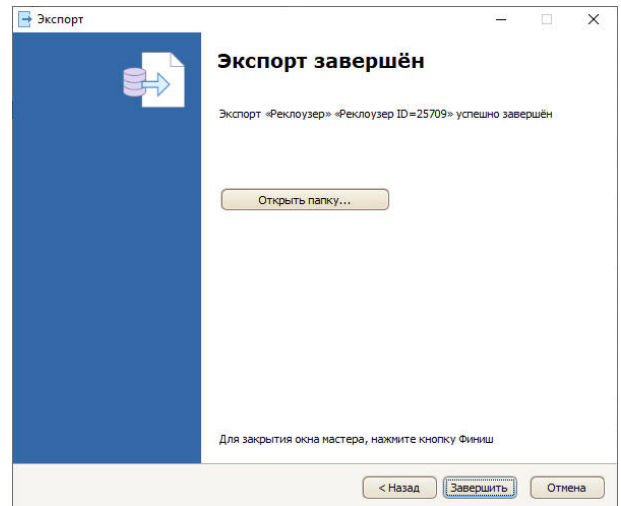 Экспорт
Экспорт завершён
Экспорт «Реклоузер» «Реклоузер ID=25709» успешно завершён
Открыть папку...
Для закрытия окна мастера, нажмите кнопку Финиш
< Назад Завершить Отмена